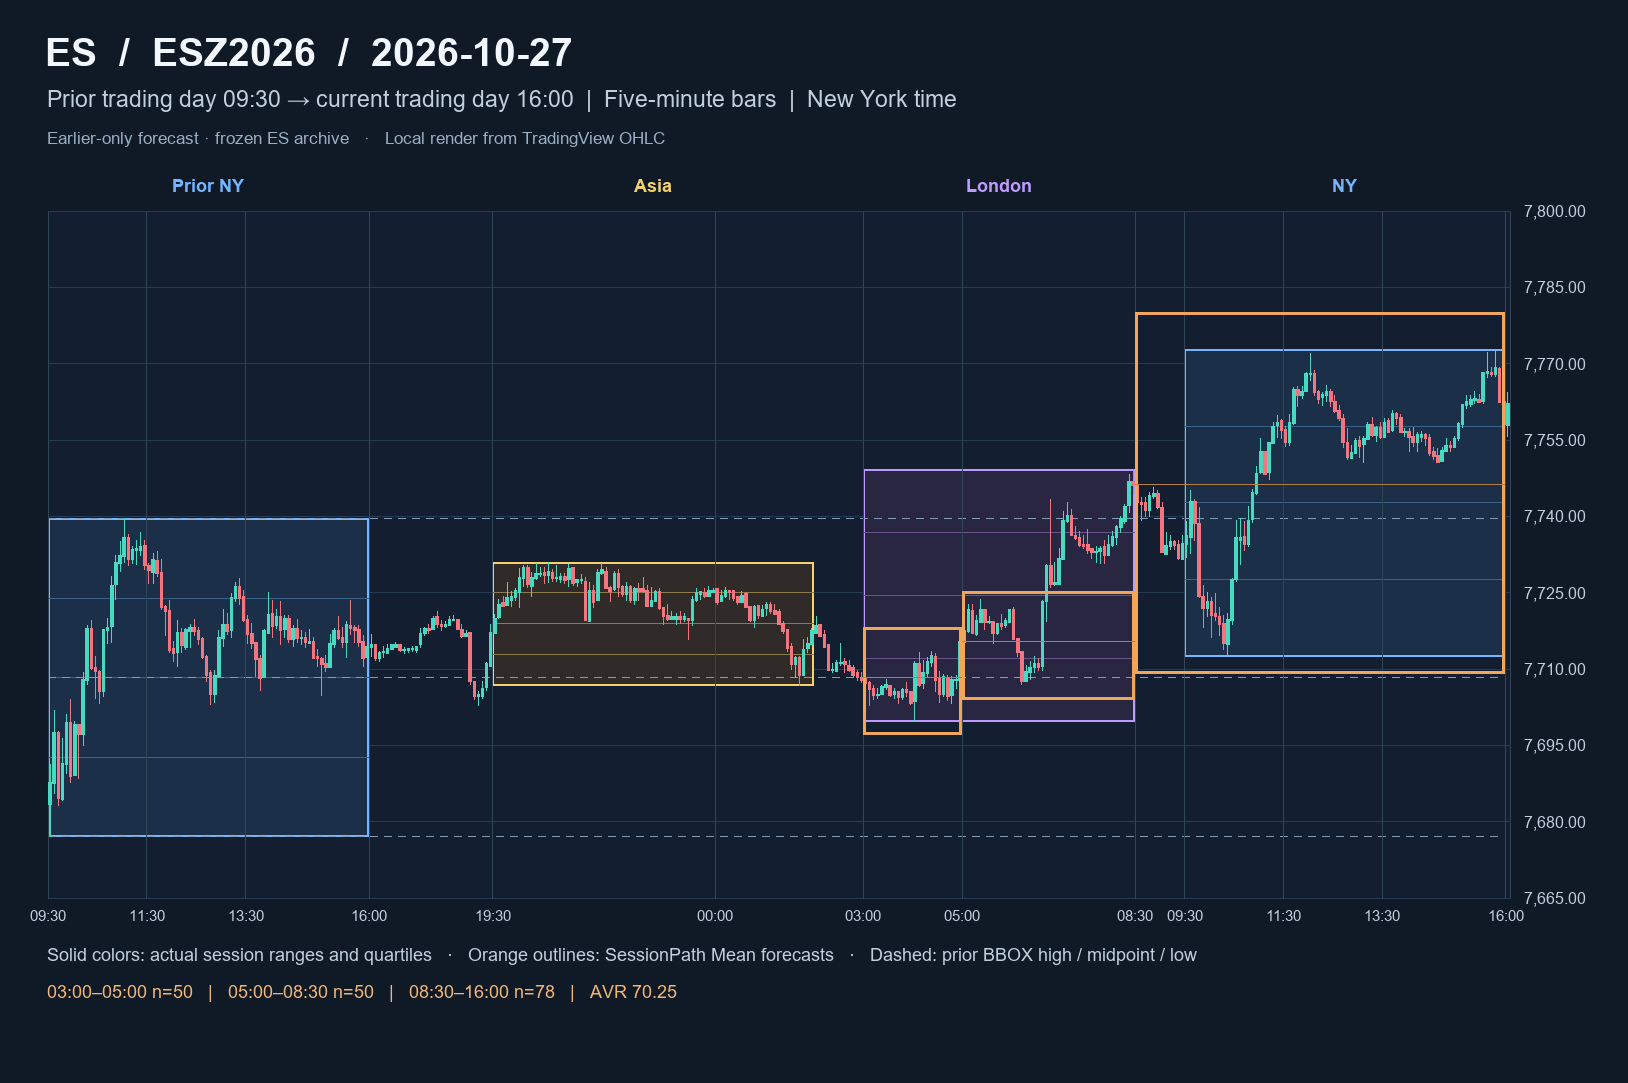 ES / ESZ2026 / 2026-10-27
Prior trading day 09:30 → current trading day 16:00 | Five-minute bars | New York time
Earlier-only forecast · frozen ES archive · Local render from TradingView OHLC
Prior NY
Asia
London
NY
7,800.00
7,785.00
7,770.00
7,755.00
7,740.00
7,725.00
7,710.00
7,695.00
7,680.00
7,665.00
09:30 11:30 13:30 16:00 19:30 00:00 03:00 05:00 08:30 09:30 11:30 13:30 16:00
Solid colors: actual session ranges and quartiles · Orange outlines: SessionPath Mean forecasts · Dashed: prior BBOX high / midpoint / low
03:00–05:00 n=50 | 05:00–08:30 n=50 | 08:30–16:00 n=78 | AVR 70.25